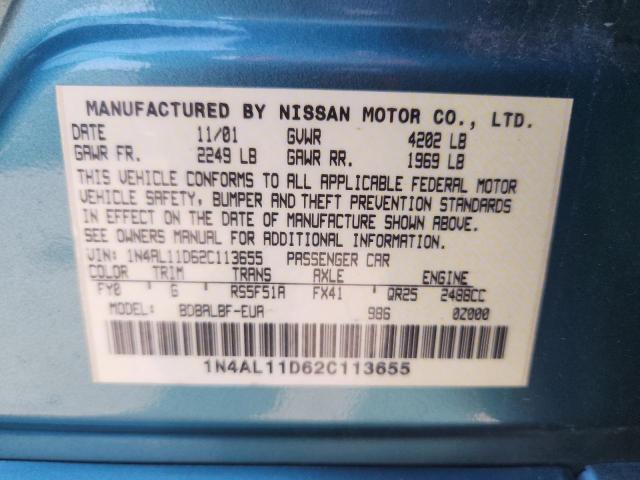 MANUFACTURED BY NISSAN MOTOR CO., LTD.
DATE 11/01 GVWR 4202 LB
GAWR FR. 2249 LB GAWR RR. 1969 LB
THIS VEHICLE CONFORMS TO ALL APPLICABLE FEDERAL MOTOR
VEHICLE SAFETY, BUMPER AND THEFT PREVENTION STANDARDS
IN EFFECT ON THE DATE OF MANUFACTURE SHOWN ABOVE.
SEE OWNERS MANUAL FOR ADDITIONAL INFORMATION.
VIN: 1N4AL11D62C113655 PASSENGER CAR
COLOR TRIM TRANS AXLE ENGINE
FY0 G RS5F51A FX41 QR25 2488CC
MODEL: BDBALBF-EUA 986 0Z000
1N4AL11D62C113655